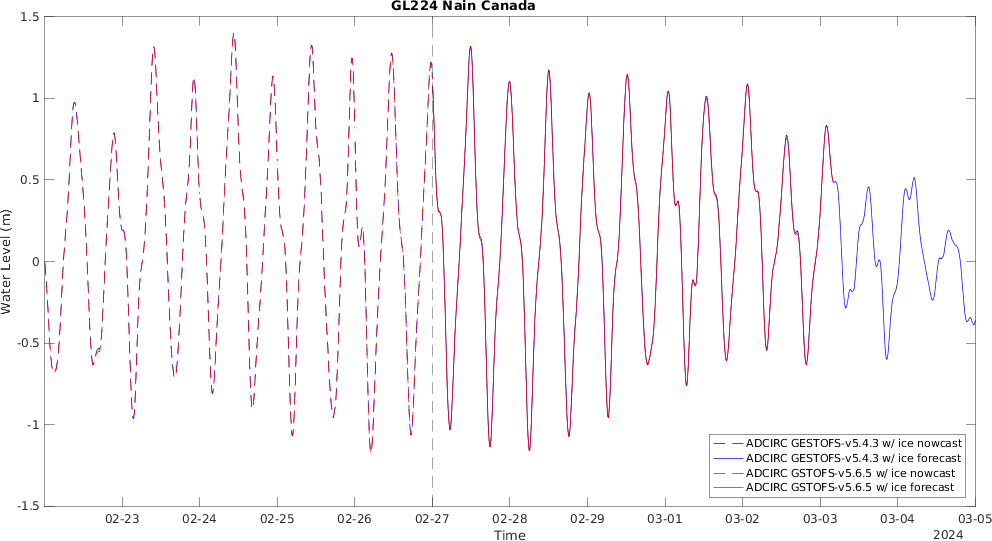 GL224 Nain Canada
1.5
1
0.5
0
-0.5
-1
-1.5
Water Level (m)
02-23 02-24 02-25 02-26 02-27 02-28 02-29 03-01 03-02 03-03 03-04 03-05
Time
2024
ADCIRC GESTOFS-v5.4.3 w/ ice nowcast
ADCIRC GESTOFS-v5.4.3 w/ ice forecast
ADCIRC GSTOFS-v5.6.5 w/ ice nowcast
ADCIRC GSTOFS-v5.6.5 w/ ice forecast